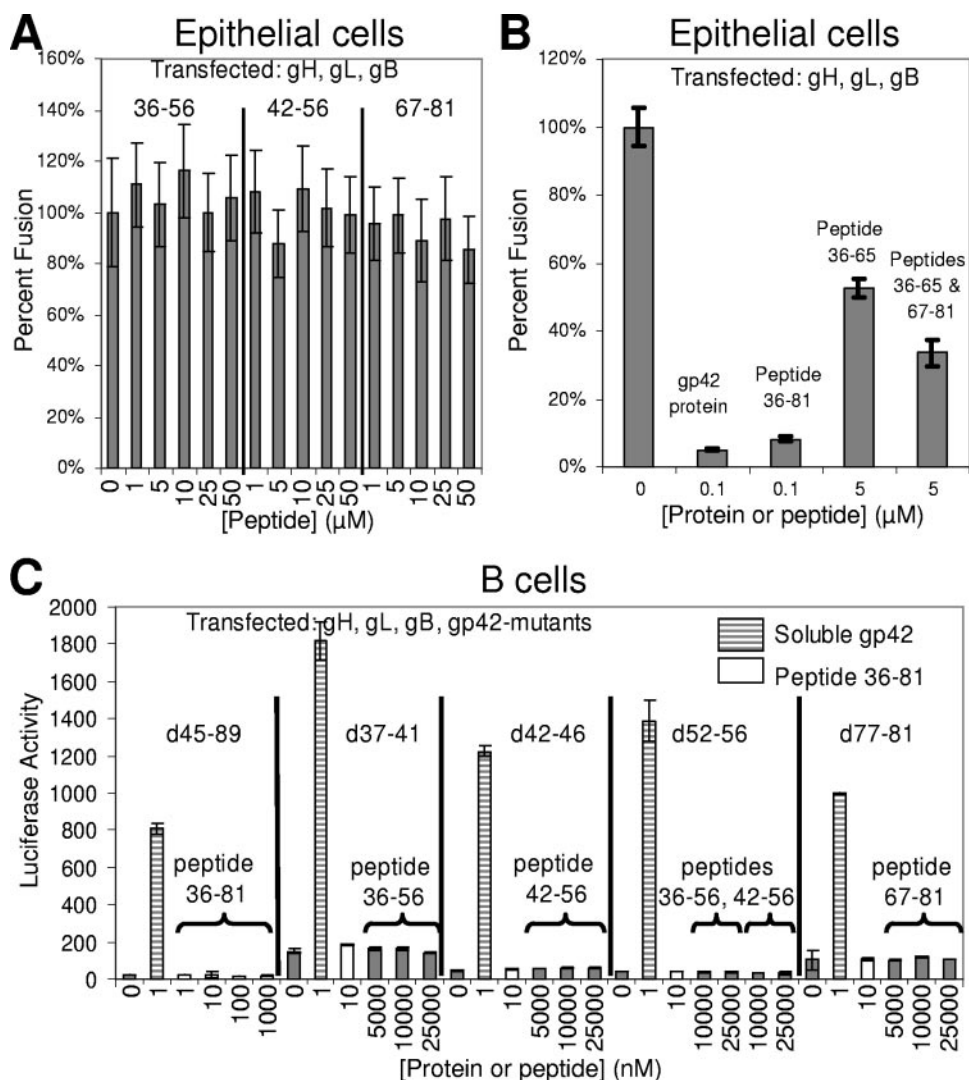 A
Epithelial cells
Transfected: gH, gL, gB
36-56
42-56
67-81
Percent Fusion
160%
140%
120%
100%
80%
60%
40%
20%
0%
0 1 5 10 25 50 1 5 10 25 50 1 5 10 25 50
[Peptide] (μM)
B
Epithelial cells
Transfected: gH, gL, gB
Percent Fusion
120%
100%
80%
60%
40%
20%
0%
gp42
protein
Peptide
36-81
Peptide
36-65
Peptides
36-65 &
67-81
0 0.1 0.1 5 5
[Protein or peptide] (μM)
C
B cells
Transfected: gH, gL, gB, gp42-mutants
Soluble gp42
Peptide 36-81
Luciferase Activity
2000
1800
1600
1400
1200
1000
800
600
400
200
0
d45-89
d37-41
d42-46
d52-56
d77-81
peptide
36-81
peptide
36-56
peptide
42-56
peptides
36-56, 42-56
peptide
67-81
0 1 1 10 100 1000 0 1 10 5000 10000 25000 0 1 10 5000 10000 25000 0 1 10 10000 25000 10000 25000 0 1 10 5000 10000 25000
[Protein or peptide] (nM)